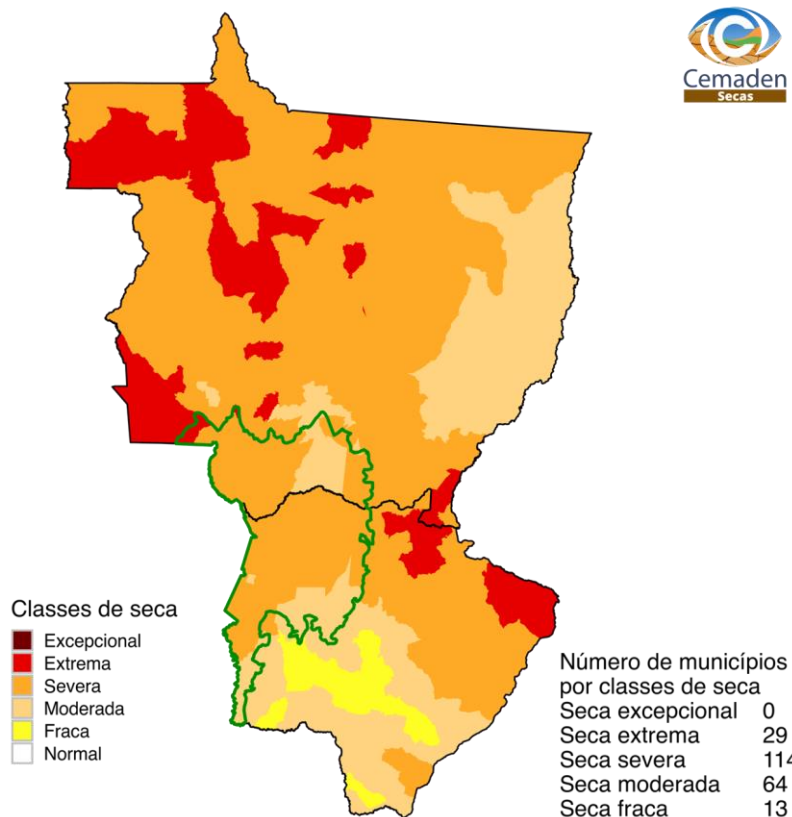 Cemaden
Secas
Classes de seca
Excepcional
Extrema
Severa
Moderada
Fraca
Normal
Número de municípios
por classes de seca
Seca excepcional 0
Seca extrema 29
Seca severa 114
Seca moderada 64
Seca fraca 13